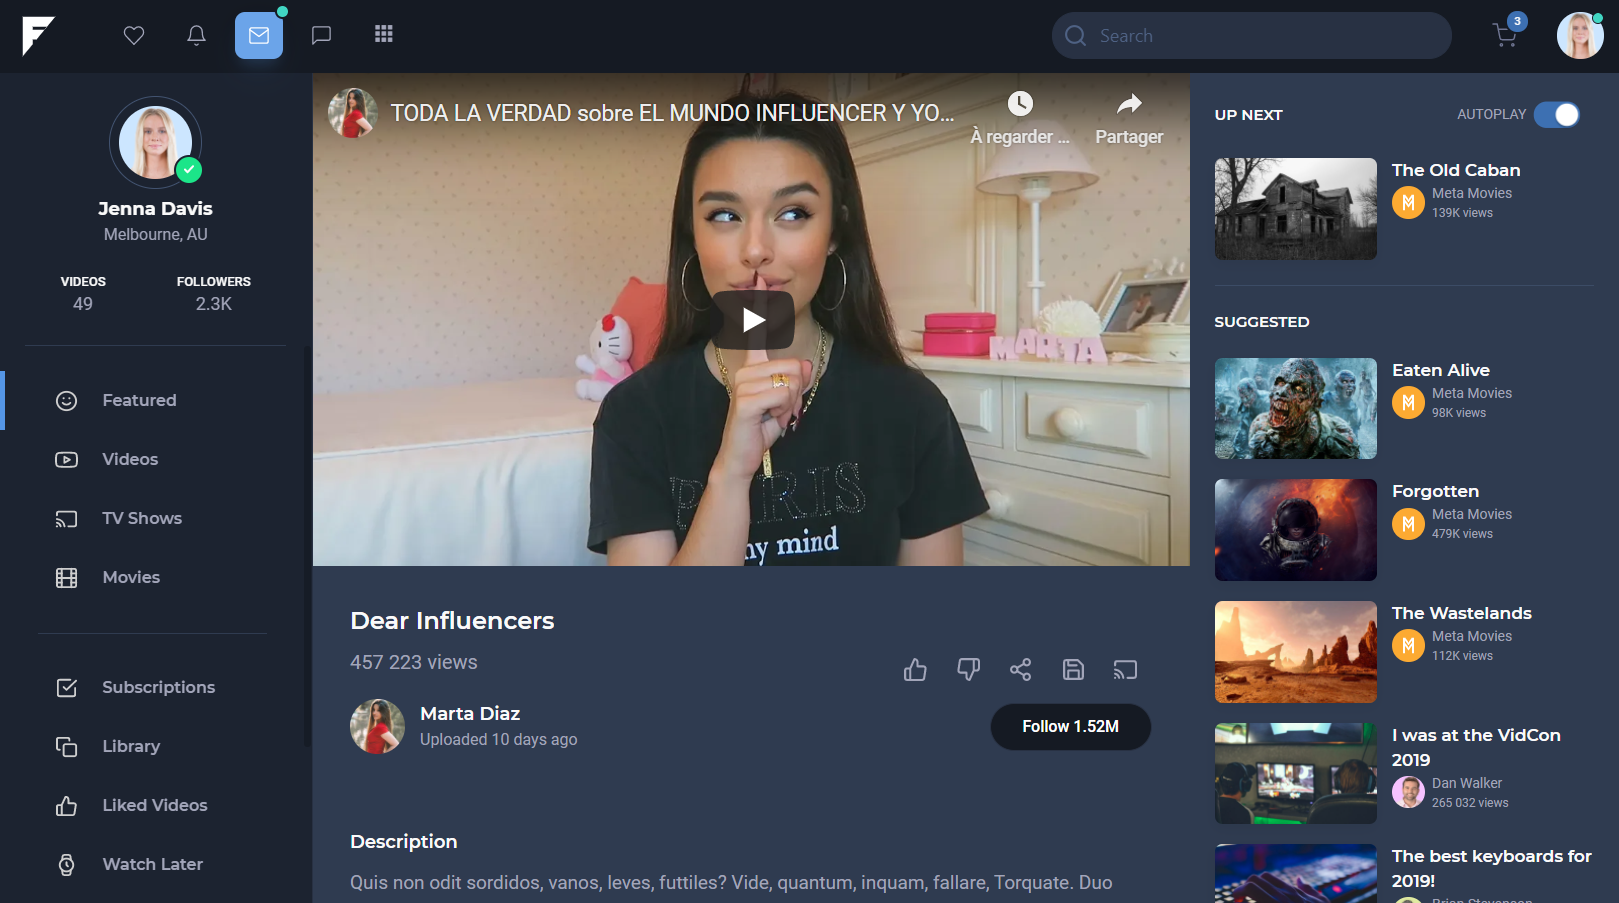 Search
3
Jenna Davis
Melbourne, AU
VIDEOS
49
FOLLOWERS
2.3K
Featured
Videos
TV Shows
Movies
Subscriptions
Library
Liked Videos
Watch Later
TODA LA VERDAD sobre EL MUNDO INFLUENCER Y YO...
À regarder ...
Partager
MARTA
PARIS
my mind
Dear Influencers
457 223 views
Marta Diaz
Uploaded 10 days ago
Follow 1.52M
Description
Quis non odit sordidos, vanos, leves, futtiles? Vide, quantum, inquam, fallare, Torquate. Duo
UP NEXT
AUTOPLAY
The Old Caban
Meta Movies
139K views
SUGGESTED
Eaten Alive
Meta Movies
98K views
Forgotten
Meta Movies
479K views
The Wastelands
Meta Movies
112K views
I was at the VidCon
2019
Dan Walker
265 032 views
The best keyboards for
2019!